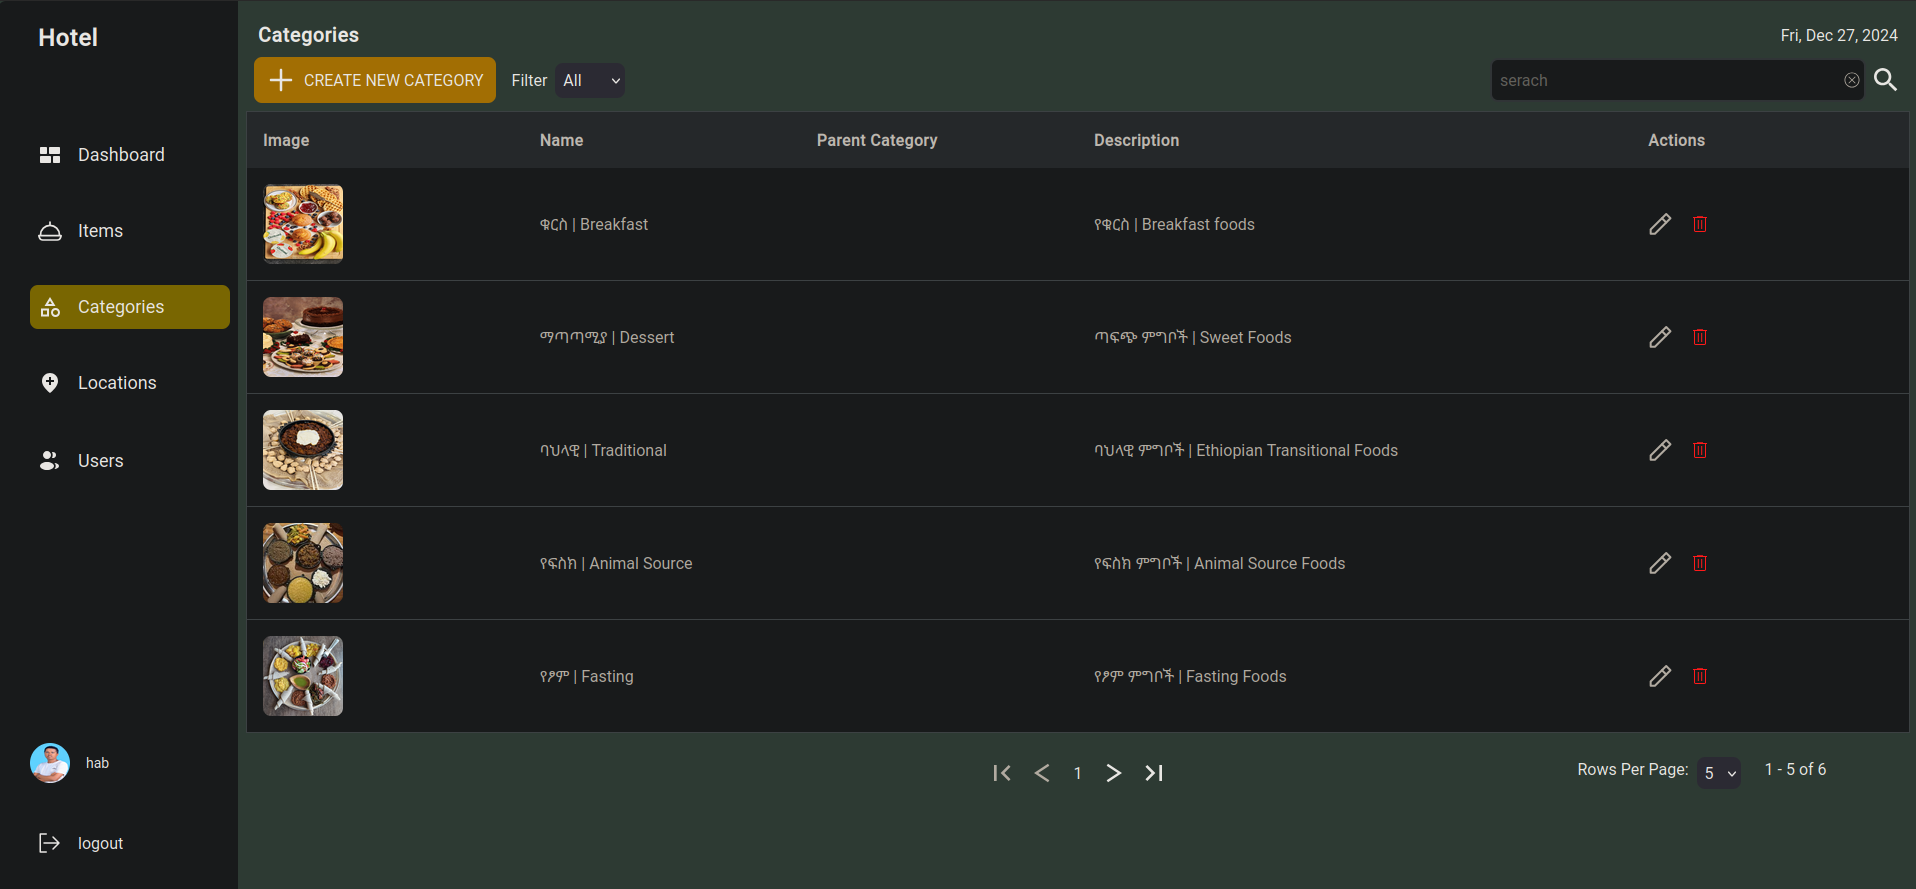 Hotel
Dashboard
Items
Categories
Locations
Users
hab
logout
Categories
Fri, Dec 27, 2024
CREATE NEW CATEGORY
Filter All
serach
Image Name Parent Category Description Actions
ቁርስ | Breakfast የቁርስ | Breakfast foods
ማጣጣሚያ | Dessert ጣፍጭ ምግቦች | Sweet Foods
ባህላዊ | Traditional ባህላዊ ምግቦች | Ethiopian Transitional Foods
የፍስክ | Animal Source የፍስክ ምግቦች | Animal Source Foods
የፆም | Fasting የፆም ምግቦች | Fasting Foods
1
Rows Per Page: 5 1 - 5 of 6